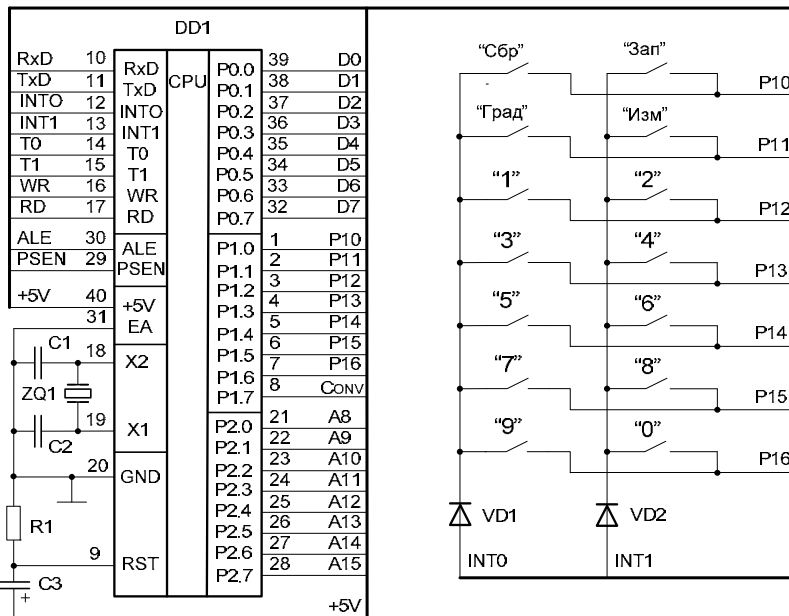 DD1
RxD 10 RxD CPU P0.0 39 D0
TxD 11 TxD P0.1 38 D1
INTO 12 INTO P0.2 37 D2
INT1 13 INT1 P0.3 36 D3
T0 14 T0 P0.4 35 D4
T1 15 T1 P0.5 34 D5
WR 16 WR P0.6 33 D6
RD 17 RD P0.7 32 D7
ALE 30 ALE P1.0 1 P10
PSEN 29 PSEN P1.1 2 P11
P1.2 3 P12
+5V 40 +5V P1.3 4 P13
31 EA P1.4 5 P14
C1 18 X2 P1.5 6 P15
P1.6 7 P16
ZQ1 P1.7 8 CONV
19 X1 P2.0 21 A8
C2 P2.1 22 A9
20 GND P2.2 23 A10
P2.3 24 A11
R1 P2.4 25 A12
P2.5 26 A13
9 RST P2.6 27 A14
P2.7 28 A15
C3
+
+5V
“Сбр” “Зап” P10
“Град” “Изм” P11
“1” “2” P12
“3” “4” P13
“5” “6” P14
“7” “8” P15
“9” “0” P16
VD1 VD2
INT0 INT1